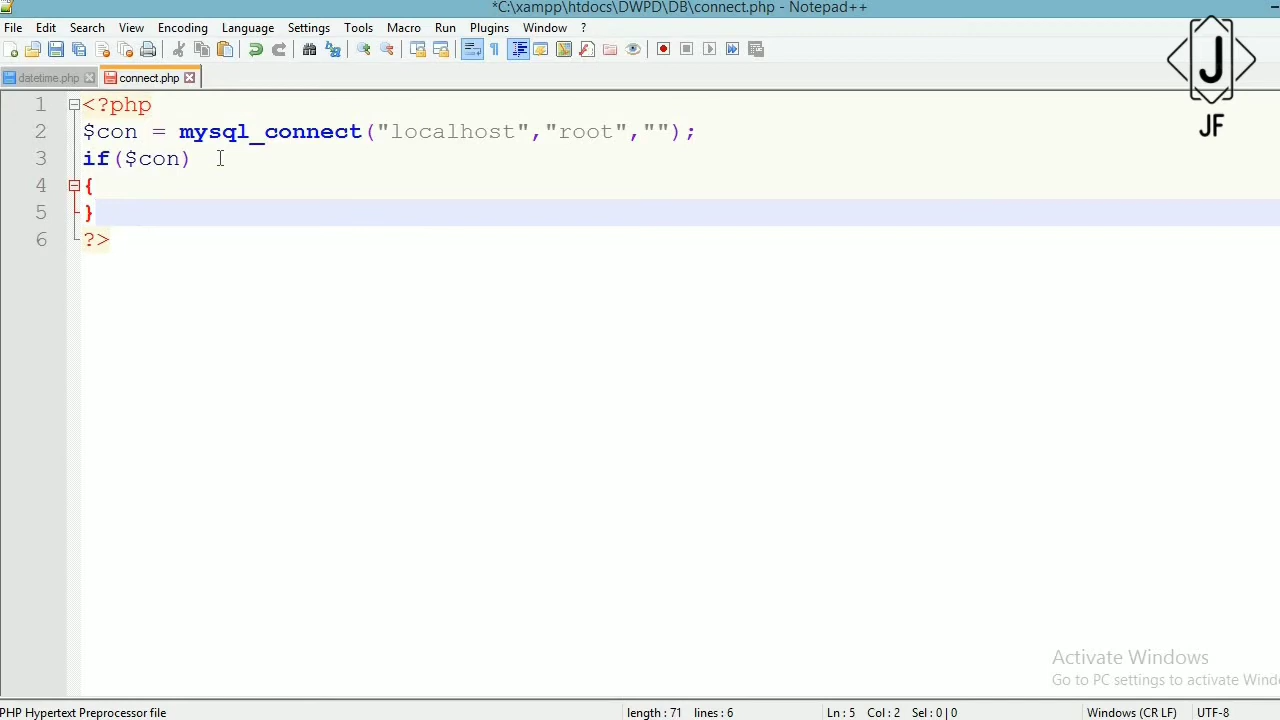 *C:\xampp\htdocs\DWPD\DB\connect.php - Notepad++
File Edit Search View Encoding Language Settings Tools Macro Run Plugins Window ?
datetime.php connect.php
1 <?php
2 $con = mysql_connect("localhost","root","");
3 if($con)
4 {
5 }
6 ?>
J
JF
Activate Windows
Go to PC settings to activate Wind
PHP Hypertext Preprocessor file length : 71 lines : 6 Ln : 5 Col : 2 Sel : 0 | 0 Windows (CR LF) UTF-8